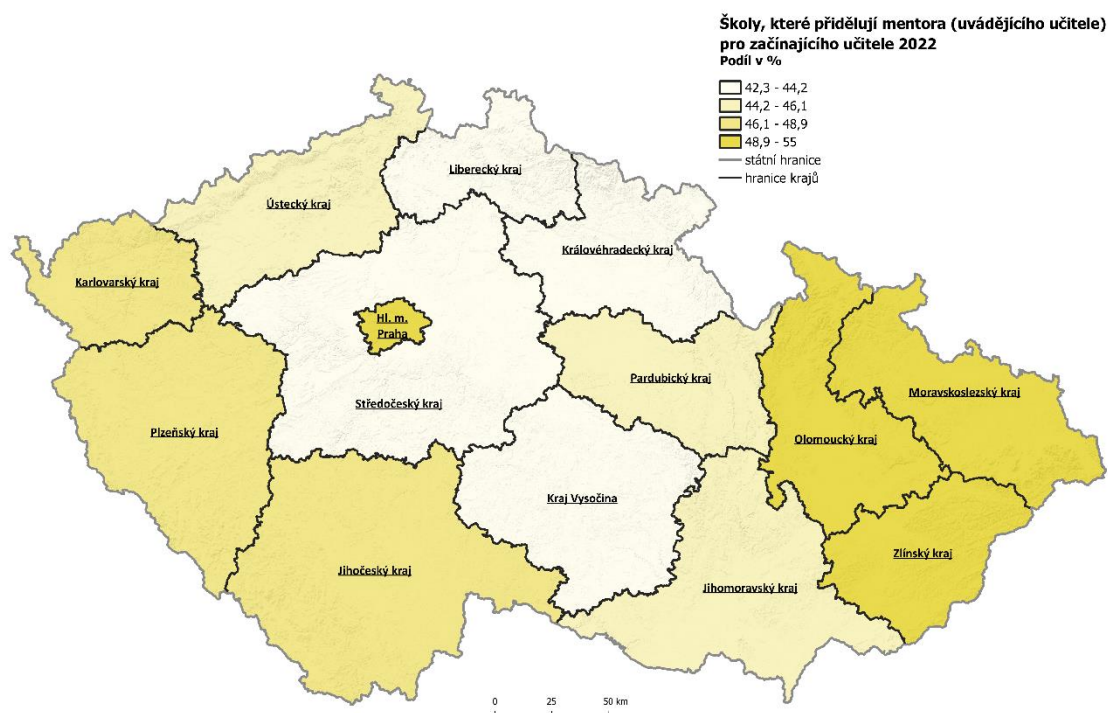 Školy, které přidělují mentora (uvádějícího učitele)
pro začínajícího učitele 2022
Podíl v %
42,3 - 44,2
44,2 - 46,1
46,1 - 48,9
48,9 - 55
státní hranice
hranice krajů
Liberecký kraj
Ústecký kraj
Královéhradecký kraj
Karlovarský kraj
Hl. m.
Praha
Pardubický kraj
Moravskoslezský kraj
Středočeský kraj
Plzeňský kraj
Olomoucký kraj
Kraj Vysočina
Zlínský kraj
Jihočeský kraj
Jihomoravský kraj
0 25 50 km